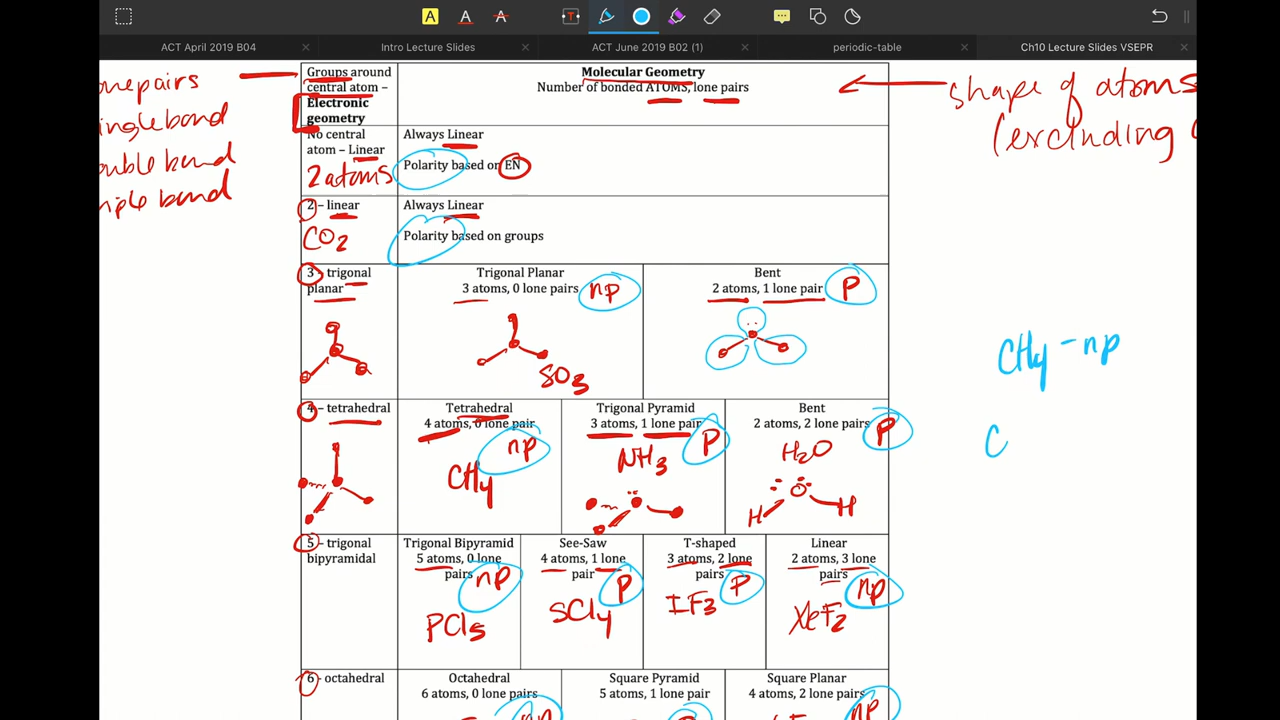 A A A T
ACT April 2019 B04 × Intro Lecture Slides × ACT June 2019 B02 (1) × periodic-table × Ch10 Lecture Slides VSEPR ×
pairs
bond
bond
bond
Groups around
central atom –
Electronic
geometry
Molecular Geometry
Number of bonded ATOMS, lone pairs
shape of atoms
(excluding
No central
atom – Linear
2 atoms
Always Linear
Polarity based on EN
2 – linear
CO2
Always Linear
Polarity based on groups
3 – trigonal
planar
Trigonal Planar
3 atoms, 0 lone pairs np
SO3
Bent
2 atoms, 1 lone pair P
CH4 - np
C
4 – tetrahedral
Tetrahedral
4 atoms, 0 lone pair
np
CH4
Trigonal Pyramid
3 atoms, 1 lone pair
P
NH3
Bent
2 atoms, 2 lone pairs P
H2O
O
H H
5 – trigonal
bipyramidal
Trigonal Bipyramid
5 atoms, 0 lone
pairs np
PCl5
See-Saw
4 atoms, 1 lone
pair P
SCl4
T-shaped
3 atoms, 2 lone
pairs P
IF3
Linear
2 atoms, 3 lone
pairs np
XeF2
6 – octahedral
Octahedral
6 atoms, 0 lone pairs
np
Square Pyramid
5 atoms, 1 lone pair
Square Planar
4 atoms, 2 lone pairs
np